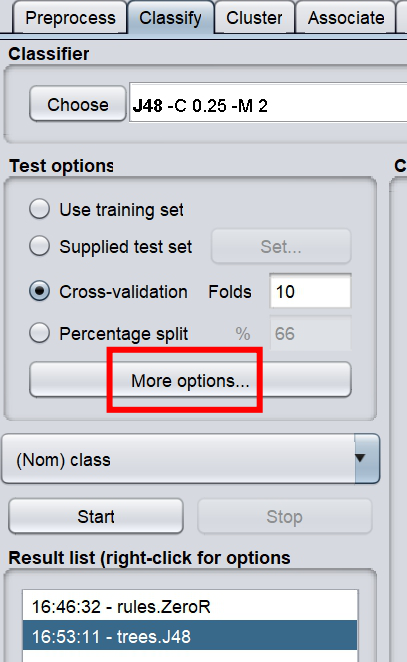 Preprocess Classify Cluster Associate
Classifier
Choose J48 -C 0.25 -M 2
Test options
Use training set
Supplied test set Set...
Cross-validation Folds 10
Percentage split % 66
More options...
(Nom) class
Start Stop
Result list (right-click for options
16:46:32 - rules.ZeroR
16:53:11 - trees.J48